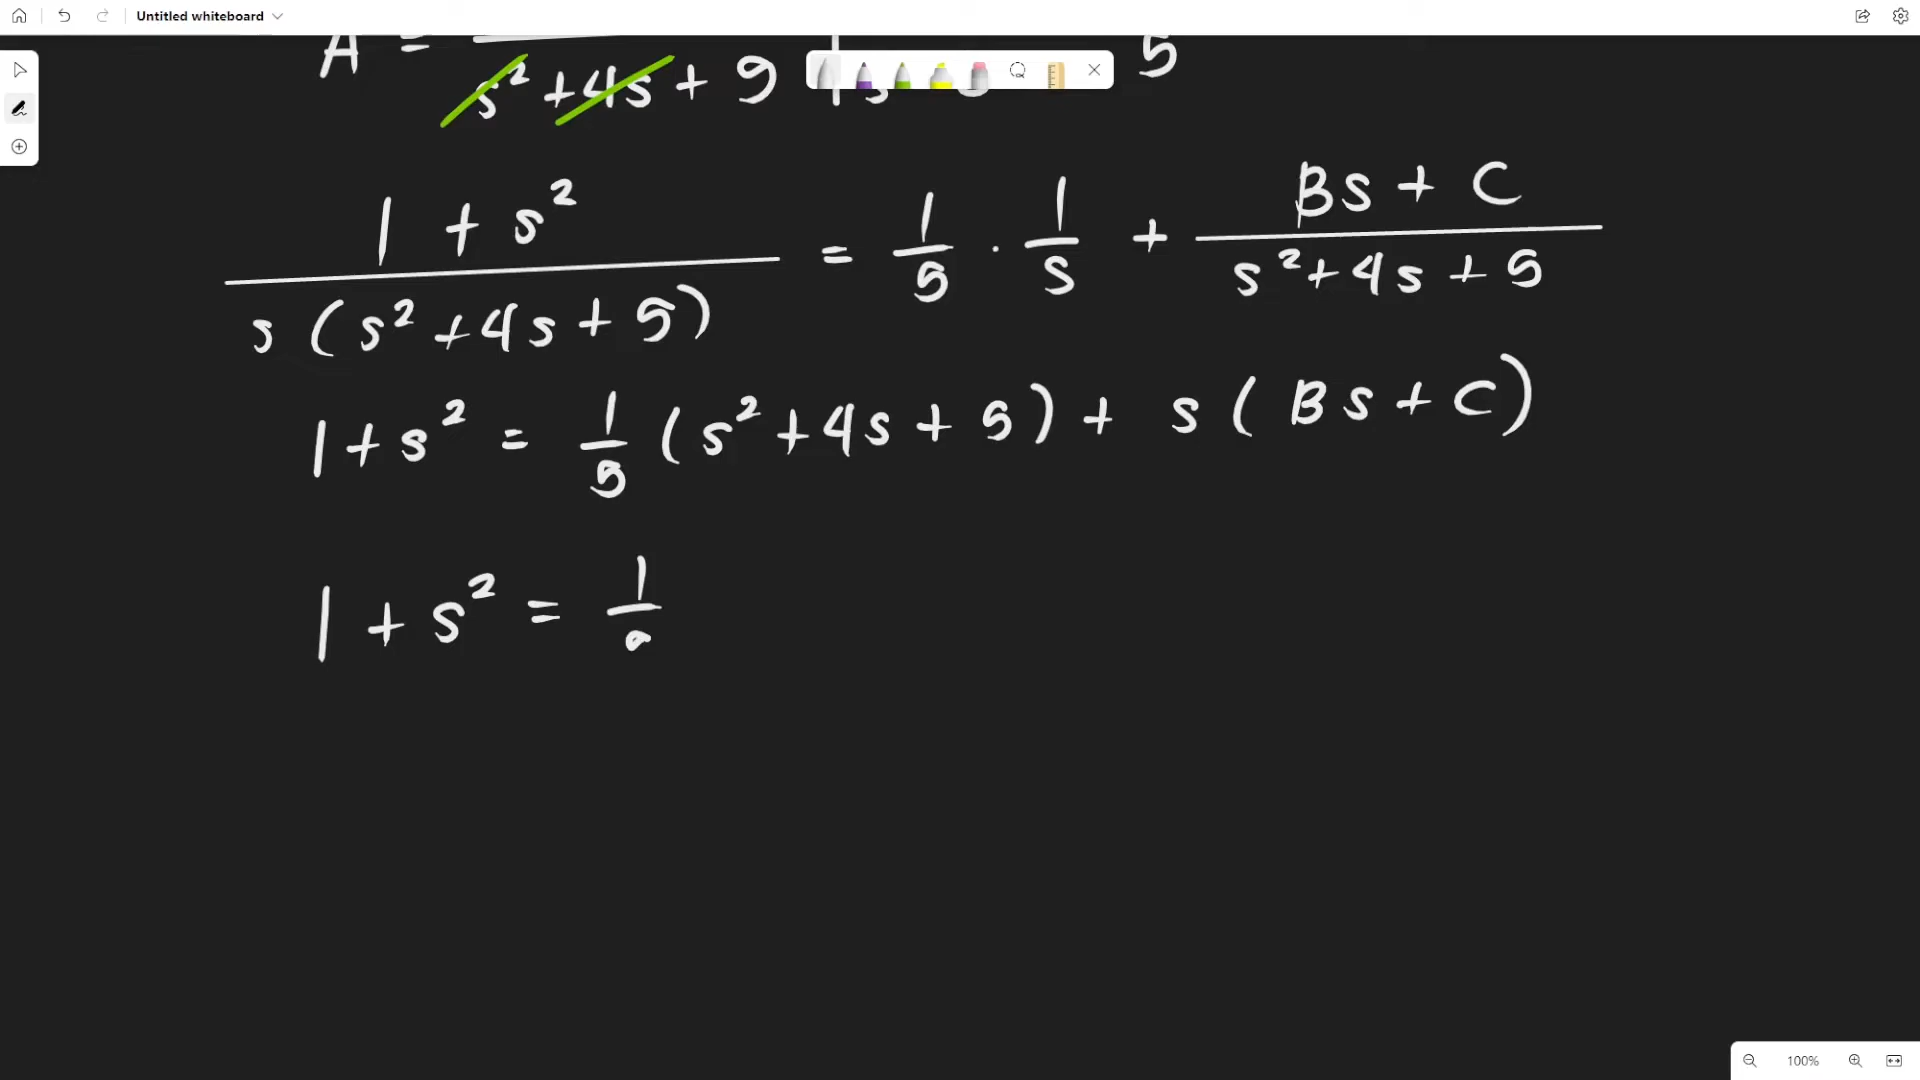 Untitled whiteboard
A =
s² + 4s + 9 5
1 + s² / s(s² + 4s + 5) = 1/5 · 1/s + Bs + C / s² + 4s + 5
1 + s² = 1/5 (s² + 4s + 5) + s(Bs + C)
1 + s² = 1/
100%